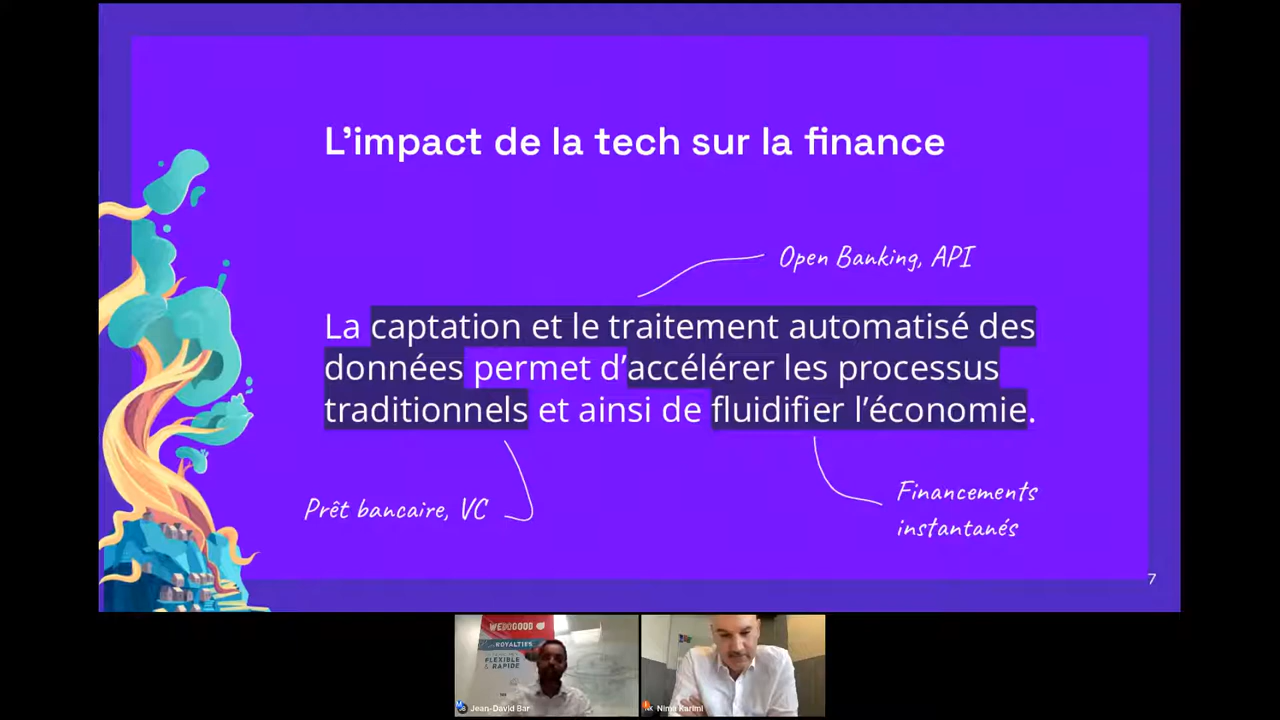 L'impact de la tech sur la finance
Open Banking, API
La captation et le traitement automatisé des
données permet d'accélérer les processus
traditionnels et ainsi de fluidifier l'économie.
Prêt bancaire, VC
Financements
instantanés
7
WEDOGOOD
ROYALTIES
FLEXIBLE
& RAPIDE
Jean-David Bar
Nima Karimi